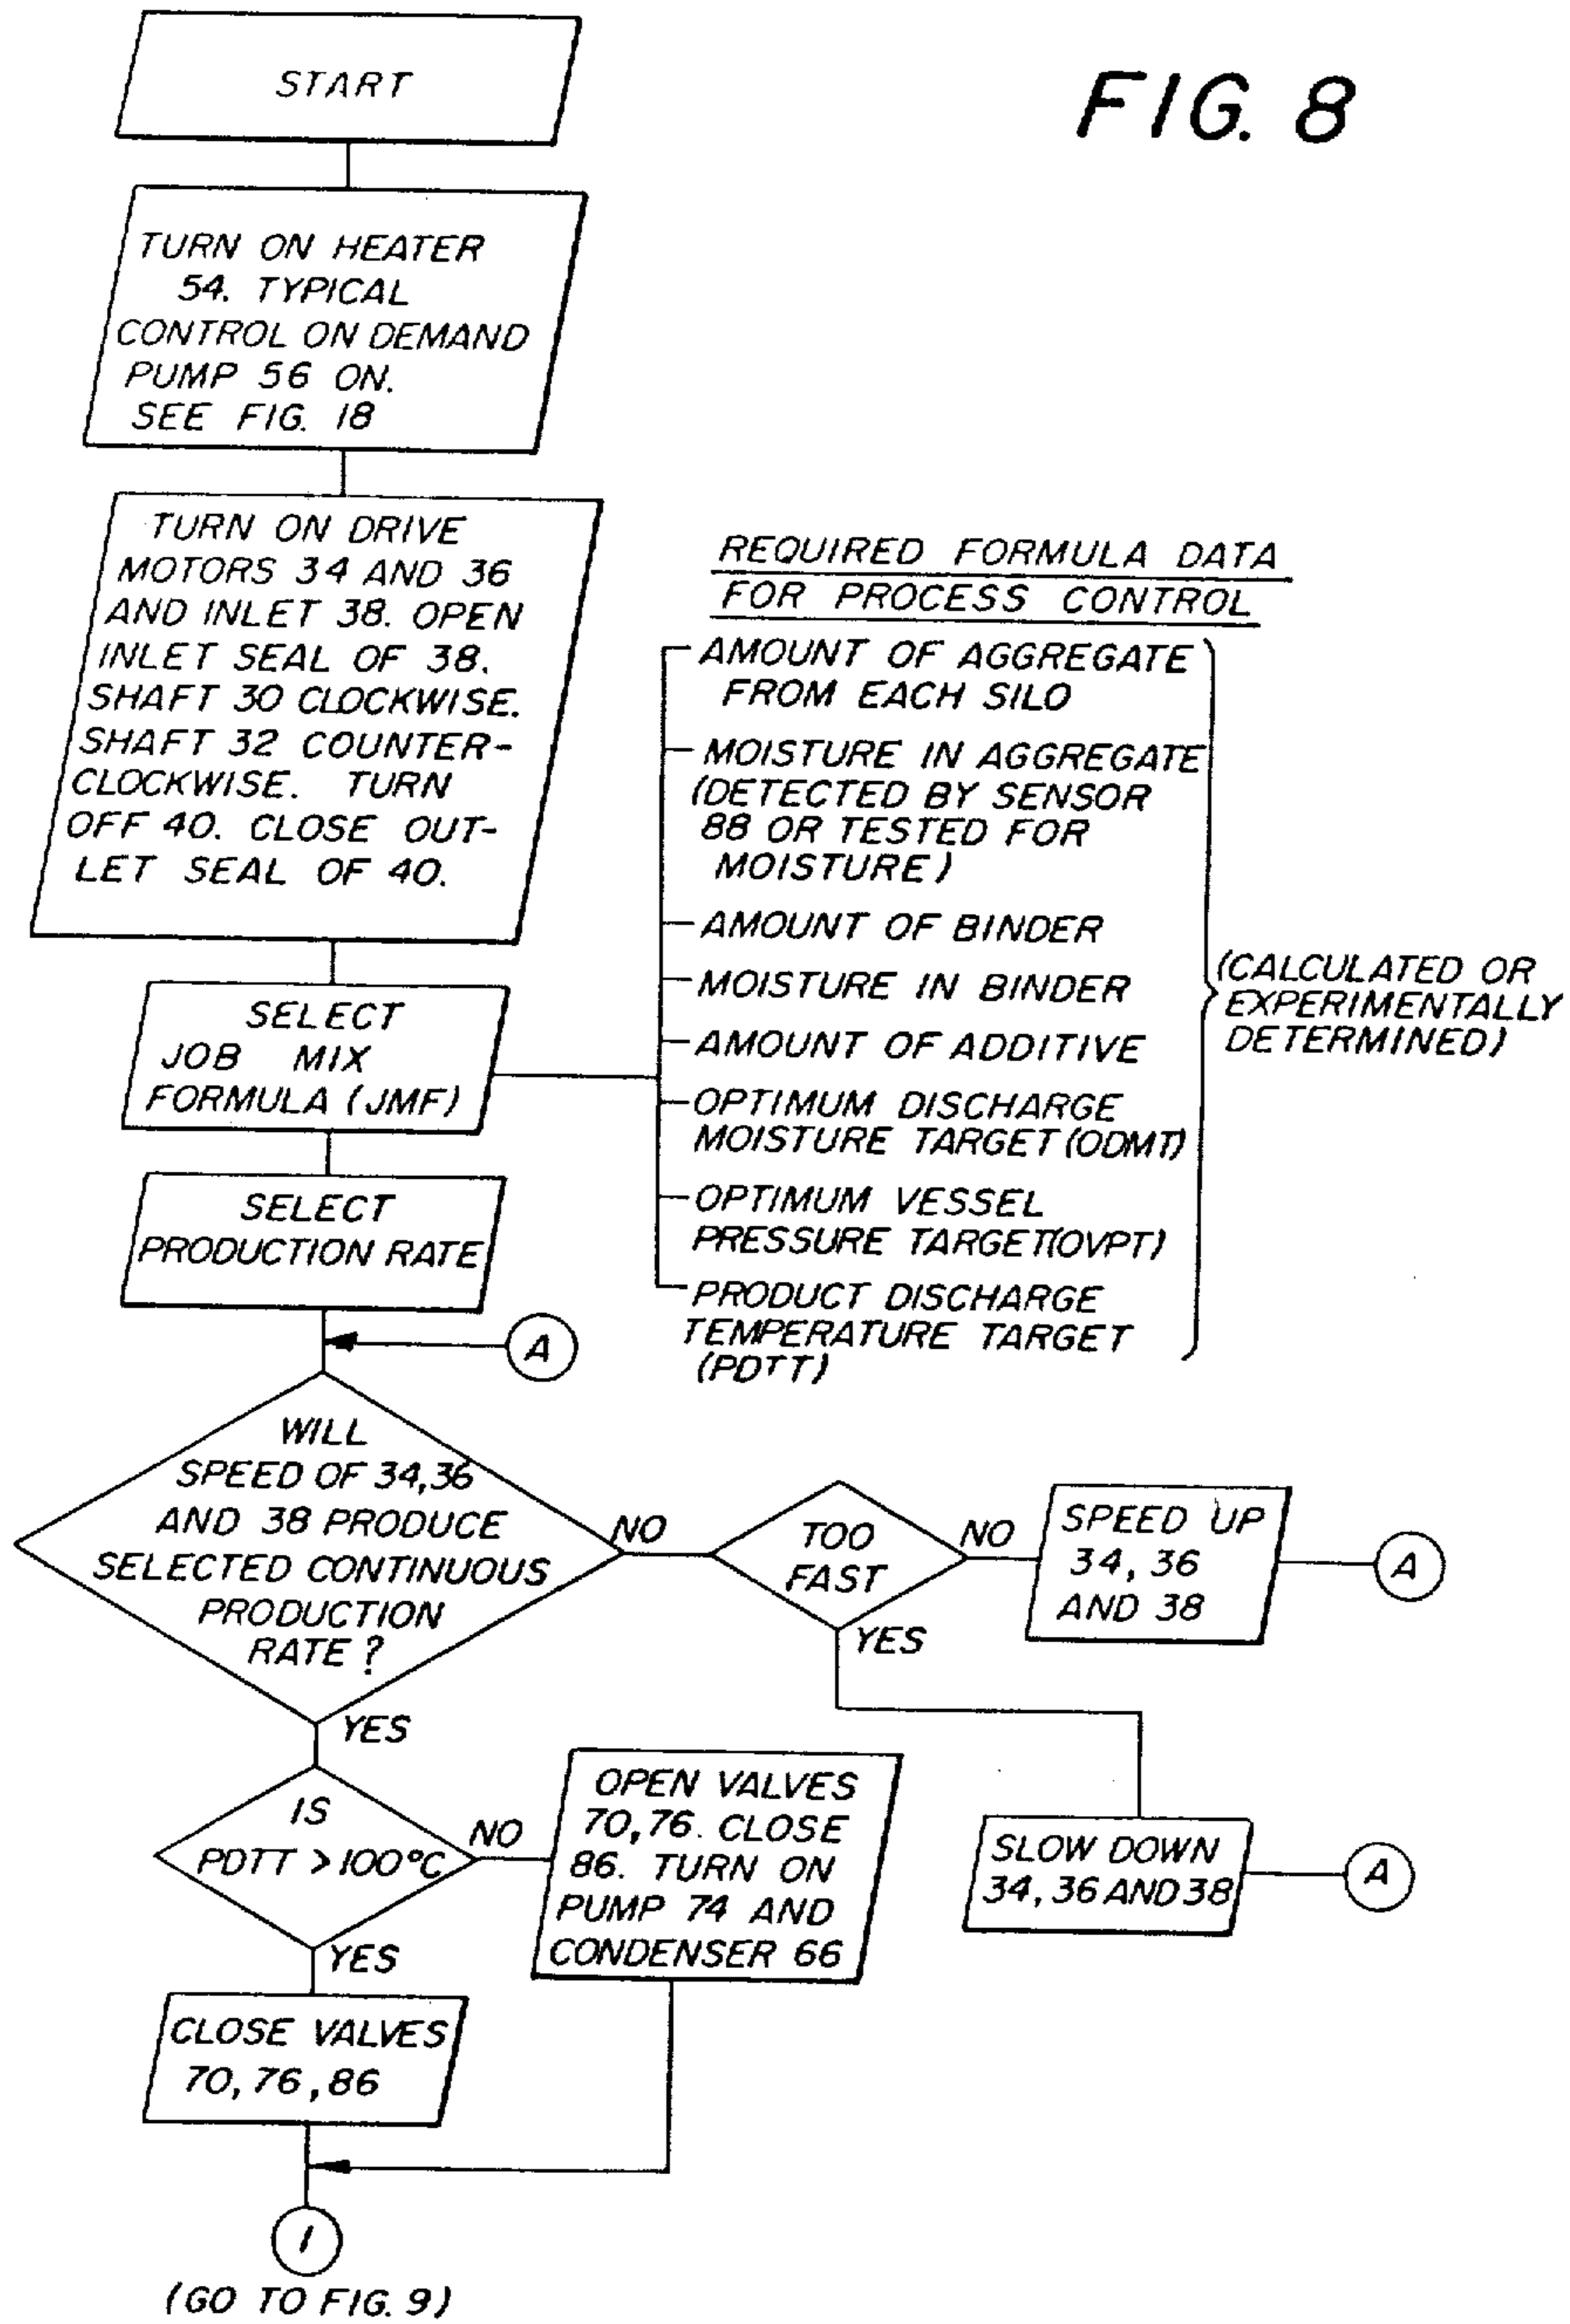 FIG. 8
START
TURN ON HEATER
54. TYPICAL
CONTROL ON DEMAND
PUMP 56 ON.
SEE FIG. 18
TURN ON DRIVE
MOTORS 34 AND 36
AND INLET 38. OPEN
INLET SEAL OF 38.
SHAFT 30 CLOCKWISE.
SHAFT 32 COUNTER-
CLOCKWISE. TURN
OFF 40. CLOSE OUT-
LET SEAL OF 40.
SELECT
JOB MIX
FORMULA (JMF)
REQUIRED FORMULA DATA
FOR PROCESS CONTROL
AMOUNT OF AGGREGATE
FROM EACH SILO
MOISTURE IN AGGREGATE
(DETECTED BY SENSOR
88 OR TESTED FOR
MOISTURE)
AMOUNT OF BINDER
MOISTURE IN BINDER
AMOUNT OF ADDITIVE
OPTIMUM DISCHARGE
MOISTURE TARGET (ODMT)
OPTIMUM VESSEL
PRESSURE TARGET(OVPT)
PRODUCT DISCHARGE
TEMPERATURE TARGET
(PDTT)
(CALCULATED OR
EXPERIMENTALLY
DETERMINED)
SELECT
PRODUCTION RATE
A
WILL
SPEED OF 34,36
AND 38 PRODUCE
SELECTED CONTINUOUS
PRODUCTION
RATE ?
NO
TOO
FAST
NO
SPEED UP
34, 36
AND 38
A
YES
SLOW DOWN
34, 36 AND 38
A
YES
IS
PDTT > 100°C
NO
OPEN VALVES
70, 76. CLOSE
86. TURN ON
PUMP 74 AND
CONDENSER 66
YES
CLOSE VALVES
70, 76, 86
1
(GO TO FIG. 9)